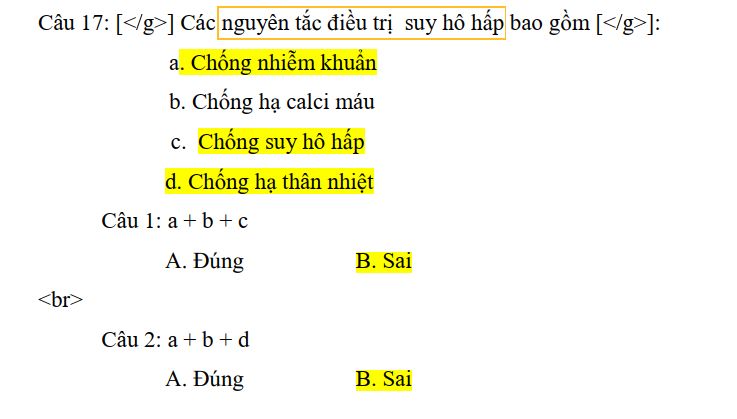 Câu 17: [</g>] Các nguyên tắc điều trị  suy hô hấp bao gồm [</g>]:
a. Chống nhiễm khuẩn
b. Chống hạ calci máu
c.  Chống suy hô hấp
d. Chống hạ thân nhiệt
Câu 1: a + b + c
A. Đúng B. Sai
<br>
Câu 2: a + b + d
A. Đúng B. Sai